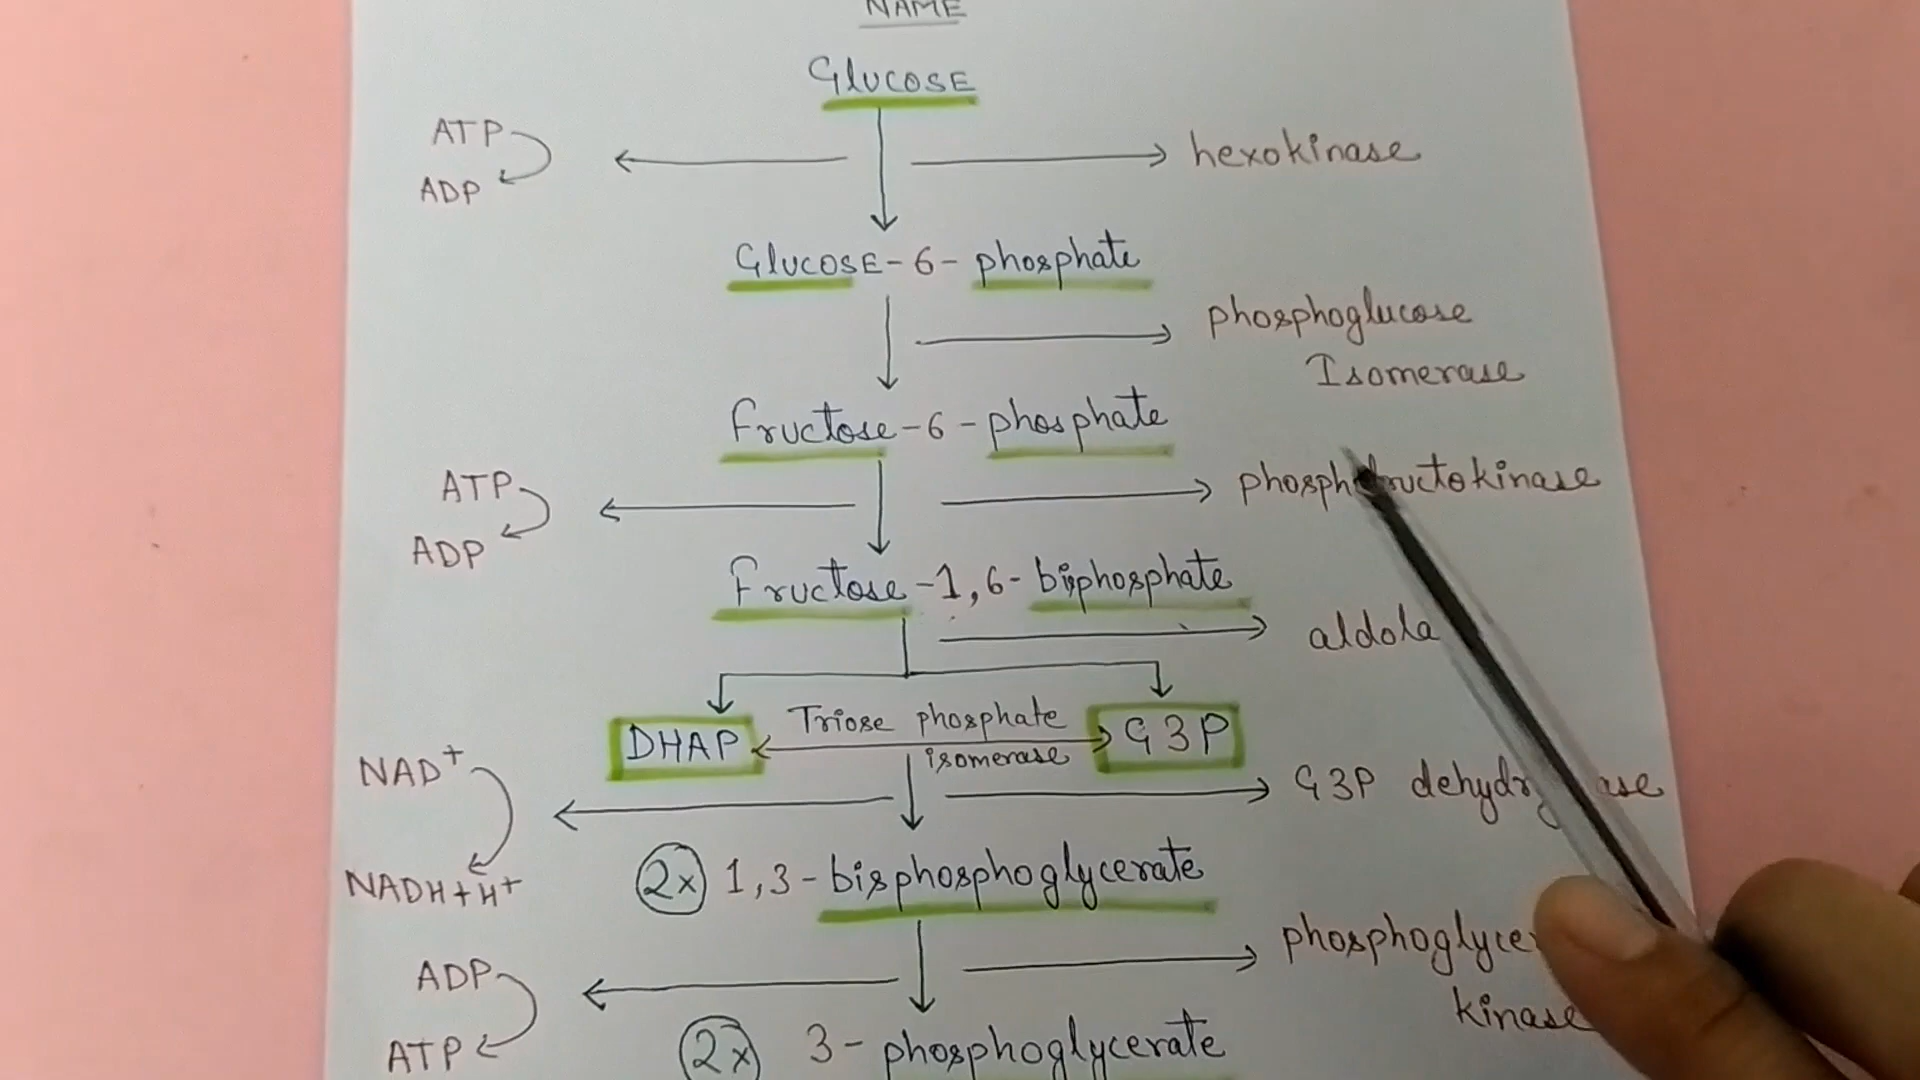 NAME
GLUCOSE
ATP
ADP
hexokinase
GLUCOSE-6-phosphate
phosphoglucose
Isomerase
Fructose-6-phosphate
ATP
ADP
Fructose-1,6-bisphosphate
DHAP
Triose phosphate
isomerase
G3P
NAD+
NADH+H+
G3P
2x 1,3-bisphosphoglycerate
ADP
ATP
kinase
2x 3-phosphoglycerate